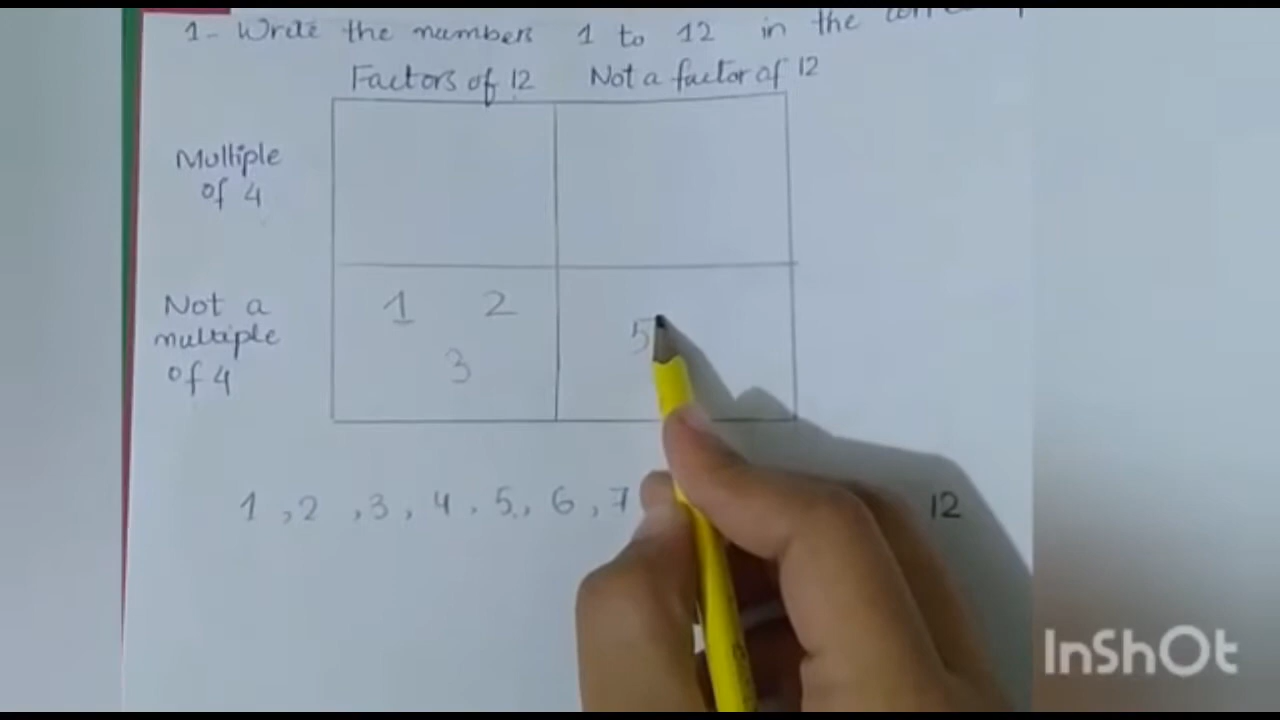 1- Write the numbers 1 to 12 in the
Factors of 12 Not a factor of 12
Multiple
of 4
Not a
multiple
of 4
1 2
3
5
1 , 2 , 3 , 4 , 5 , 6 , 7 12
InShOt